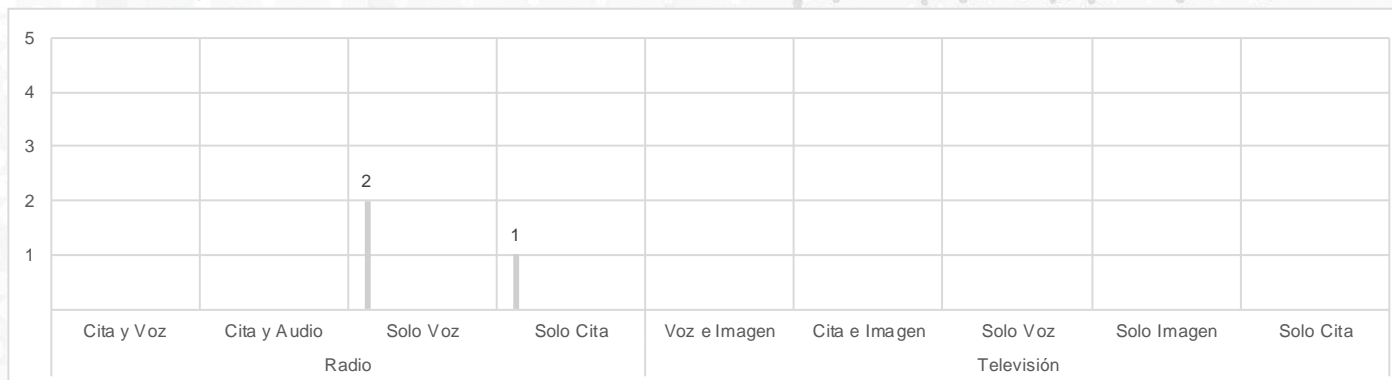 5
4
3
2
1
2
1
Cita y Voz
Cita y Audio
Solo Voz
Solo Cita
Voz e Imagen
Cita e Imagen
Solo Voz
Solo Imagen
Solo Cita
Radio
Televisión